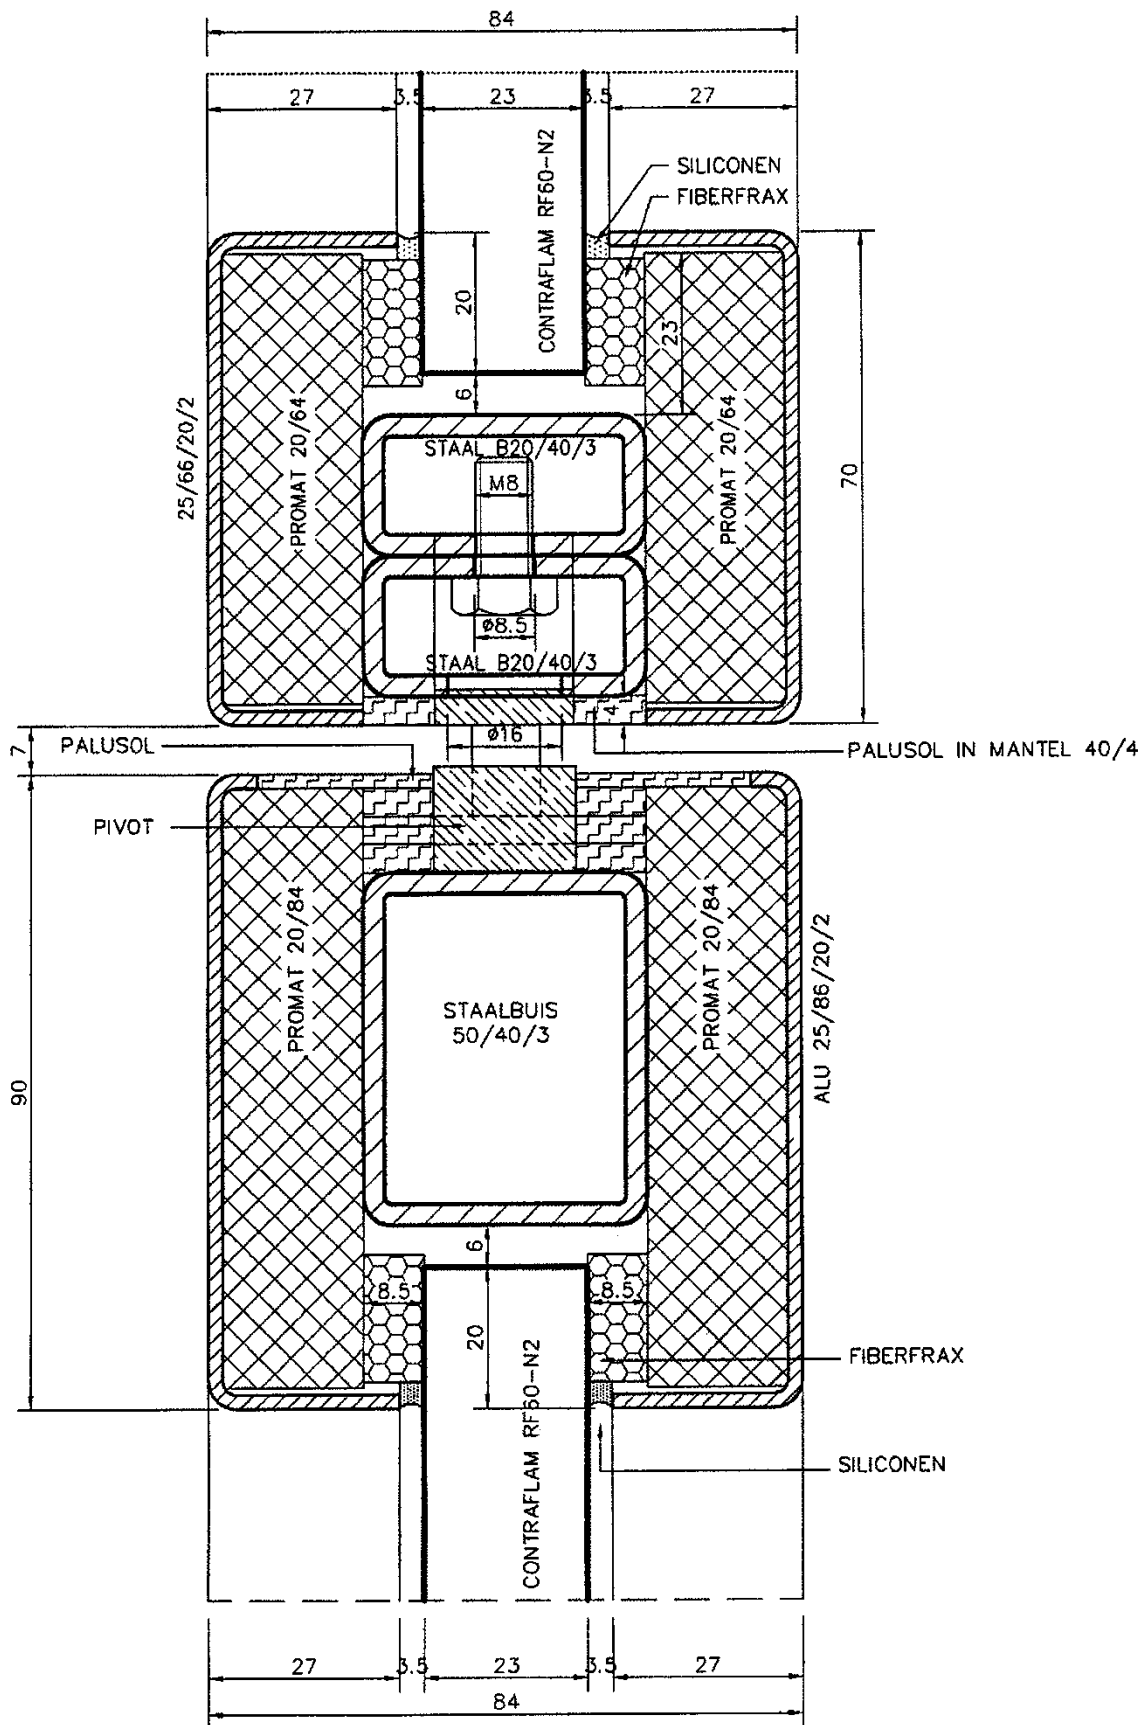 84
27
3.5
23
3.5
27
CONTRAFLAM RF60-N2
SILICONEN
FIBERFRAX
20
23
6
25/66/20/2
PROMAT 20/64
STAAL B20/40/3
M8
PROMAT 20/64
70
ø8.5
STAAL B20/40/3
4
7
PALUSOL
ø16
PALUSOL IN MANTEL 40/4
PIVOT
PROMAT 20/84
PROMAT 20/84
ALU 25/86/20/2
STAALBUIS
50/40/3
90
6
8.5
8.5
20
FIBERFRAX
CONTRAFLAM RF60-N2
SILICONEN
27
3.5
23
3.5
27
84